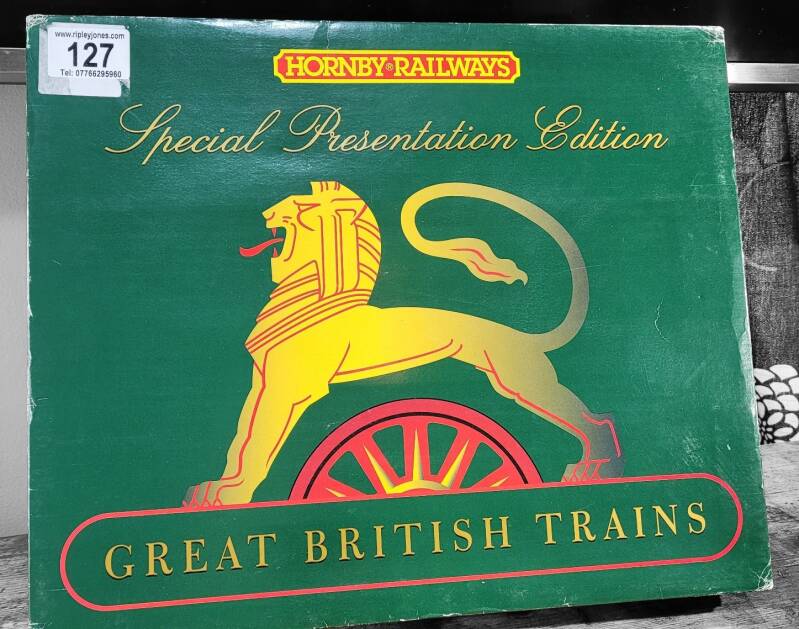 www.ripleyjones.com
127
Tel: 07766295960
HORNBY® RAILWAYS
Special Presentation Edition
GREAT BRITISH TRAINS